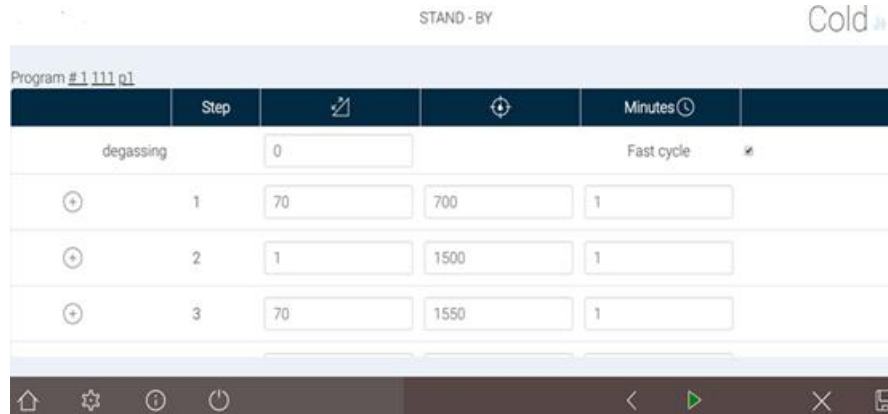 STAND - BY Cold
Program # 1 111 p1
Step Minutes
degassing 0 Fast cycle
1 70 700 1
2 1 1500 1
3 70 1550 1